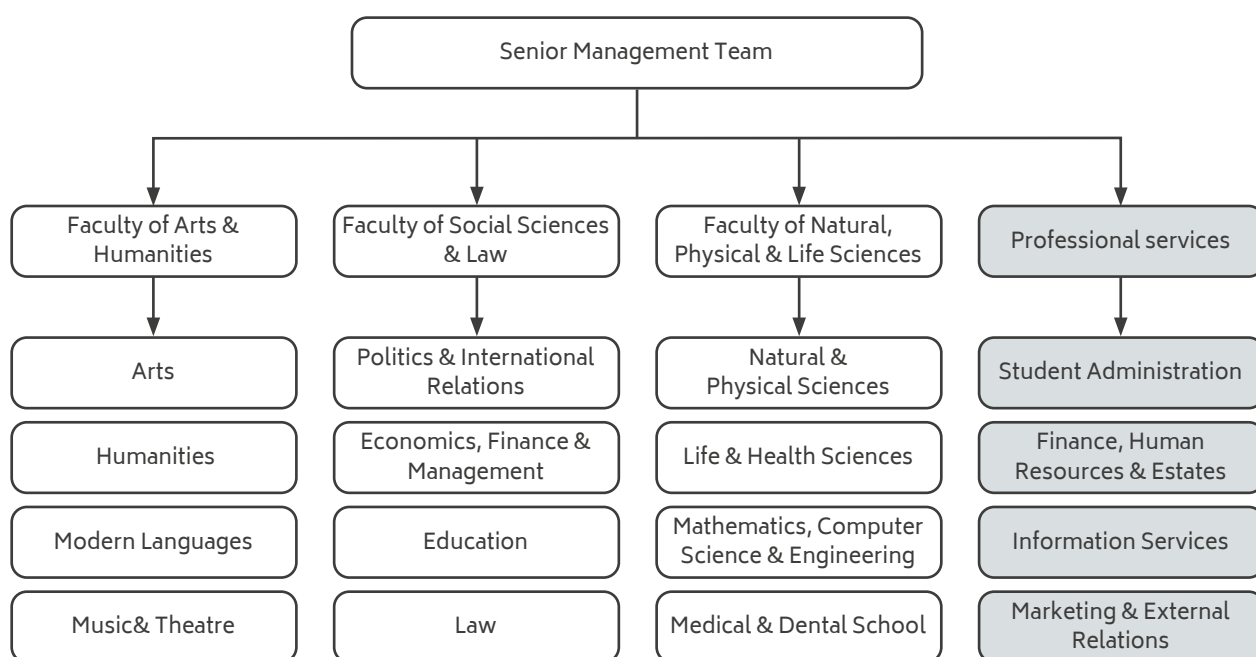 Senior Management Team
Faculty of Arts &
Humanities
Faculty of Social Sciences
& Law
Faculty of Natural,
Physical & Life Sciences
Professional services
Arts
Politics & International
Relations
Natural &
Physical Sciences
Student Administration
Humanities
Economics, Finance &
Management
Life & Health Sciences
Finance, Human
Resources & Estates
Modern Languages
Education
Mathematics, Computer
Science & Engineering
Information Services
Music& Theatre
Law
Medical & Dental School
Marketing & External
Relations